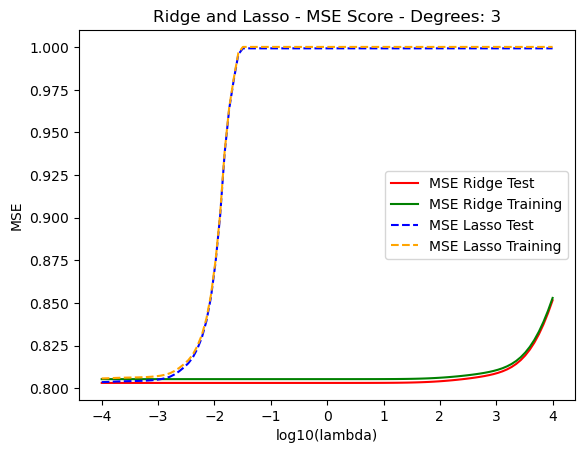 Ridge and Lasso - MSE Score - Degrees: 3
MSE
1.000
0.975
0.950
0.925
0.900
0.875
0.850
0.825
0.800
MSE Ridge Test
MSE Ridge Training
MSE Lasso Test
MSE Lasso Training
−4 −3 −2 −1 0 1 2 3 4
log10(lambda)